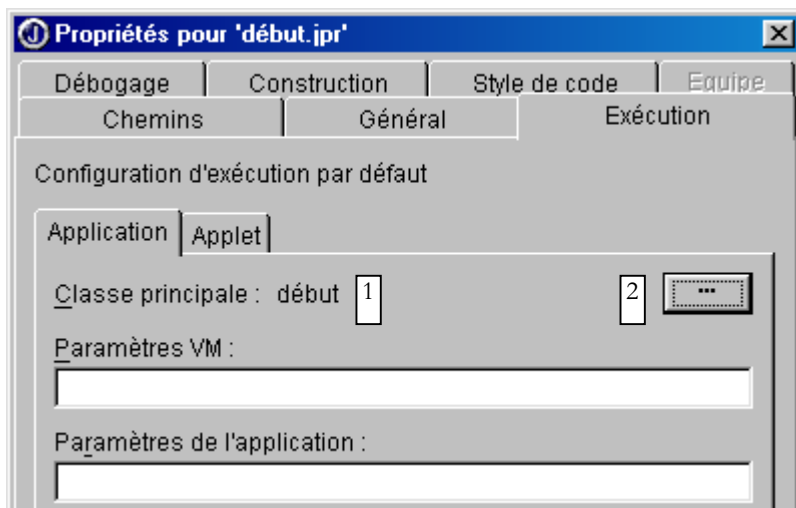 Propriétés pour 'début.jpr'
Débogage Construction Style de code Equipe
Chemins Général Exécution
Configuration d'exécution par défaut
Application Applet
Classe principale : début 1 2 ...
Paramètres VM :
Paramètres de l'application :